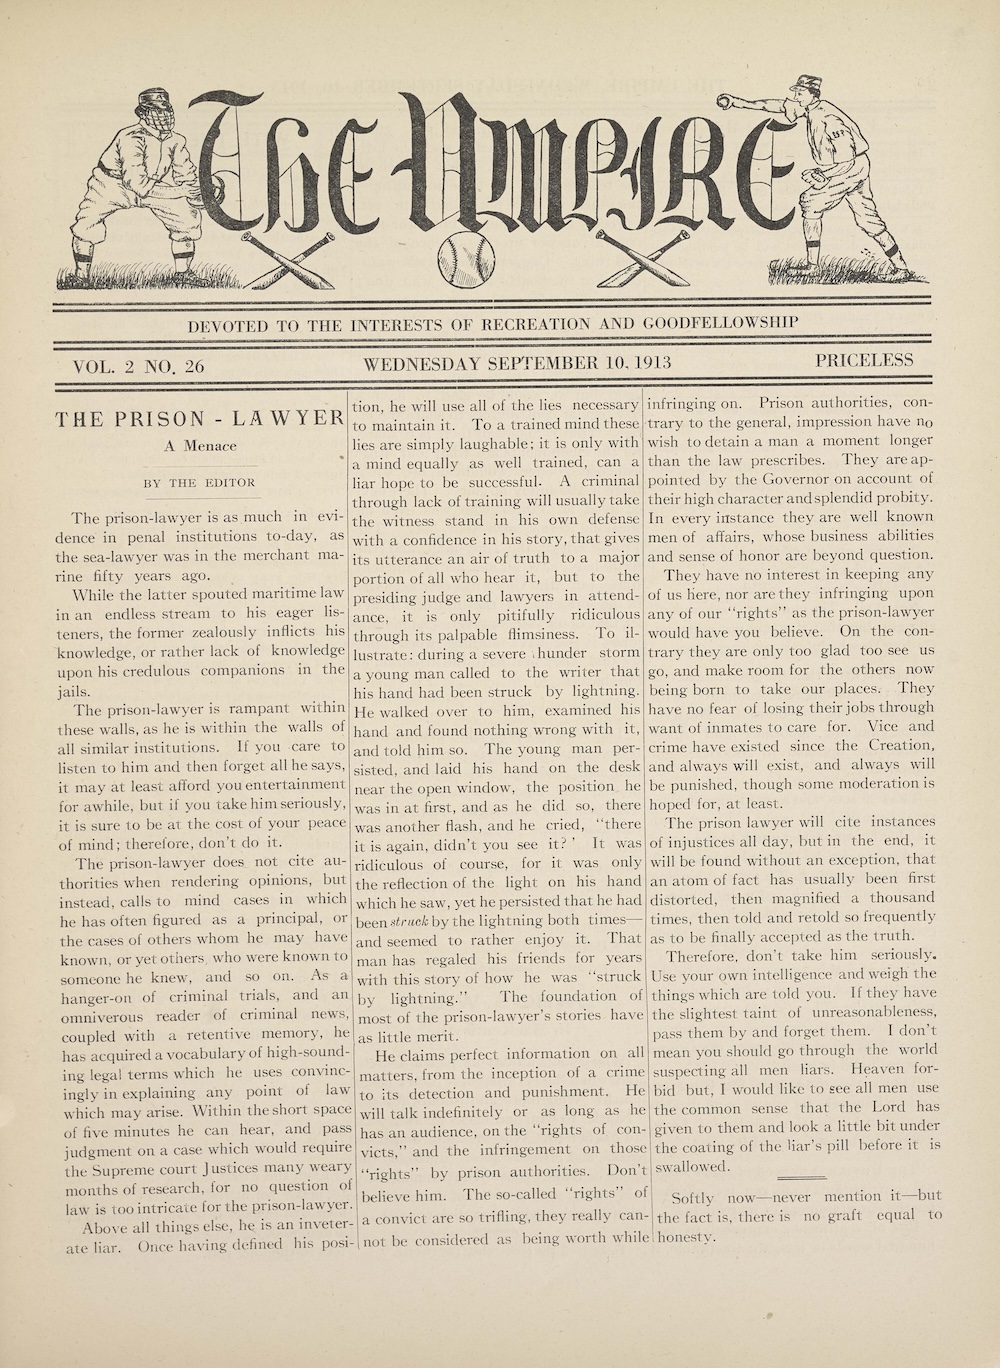 The Umpire
DEVOTED TO THE INTERESTS OF RECREATION AND GOODFELLOWSHIP
VOL. 2 NO. 26 WEDNESDAY SEPTEMBER 10, 1913 PRICELESS
THE PRISON - LAWYER
A Menace
BY THE EDITOR
The prison-lawyer is as much in evi-
dence in penal institutions to-day, as
the sea-lawyer was in the merchant ma-
rine fifty years ago.
While the latter spouted maritime law
in an endless stream to his eager lis-
teners, the former zealously inflicts his
knowledge, or rather lack of knowledge
upon his credulous companions in the
jails.
The prison-lawyer is rampant within
these walls, as he is within the walls of
all similar institutions. If you care to
listen to him and then forget all he says,
it may at least afford you entertainment
for awhile, but if you take him seriously,
it is sure to be at the cost of your peace
of mind; therefore, don't do it.
The prison-lawyer does not cite au-
thorities when rendering opinions, but
instead, calls to mind cases in which
he has often figured as a principal, or
the cases of others whom he may have
known, or yet others who were known to
someone he knew, and so on. As a
hanger-on of criminal trials, and an
omniverous reader of criminal news,
coupled with a retentive memory, he
has acquired a vocabulary of high-sound-
ing legal terms which he uses convinc-
ingly in explaining any point of law
which may arise. Within the short space
of five minutes he can hear, and pass
judgment on a case which would require
the Supreme court Justices many weary
months of research, for no question of
law is too intricate for the prison-lawyer.
Above all things else, he is an inveter-
ate liar. Once having defined his posi-
tion, he will use all of the lies necessary
to maintain it. To a trained mind these
lies are simply laughable; it is only with
a mind equally as well trained, can a
liar hope to be successful. A criminal
through lack of training will usually take
the witness stand in his own defense
with a confidence in his story, that gives
its utterance an air of truth to a major
portion of all who hear it, but to the
presiding judge and lawyers in attend-
ance, it is only pitifully ridiculous
through its palpable flimsiness. To il-
lustrate: during a severe hunder storm
a young man called to the writer that
his hand had been struck by lightning.
He walked over to him, examined his
hand and found nothing wrong with it,
and told him so. The young man per-
sisted, and laid his hand on the desk
near the open window, the position he
was in at first, and as he did so, there
was another flash, and he cried, "there
it is again, didn't you see it?' It was
ridiculous of course, for it was only
the reflection of the light on his hand
which he saw, yet he persisted that he had
been struck by the lightning both times—
and seemed to rather enjoy it. That
man has regaled his friends for years
with this story of how he was "struck
by lightning." The foundation of
most of the prison-lawyer's stories have
as little merit.
He claims perfect information on all
matters, from the inception of a crime
to its detection and punishment. He
will talk indefinitely or as long as he
has an audience, on the "rights of con-
victs," and the infringement on those
"rights" by prison authorities. Don't
believe him. The so-called "rights" of
a convict are so trifling, they really can-
not be considered as being worth while
infringing on. Prison authorities, con-
trary to the general, impression have no
wish to detain a man a moment longer
than the law prescribes. They are ap-
pointed by the Governor on account of
their high character and splendid probity.
In every instance they are well known
men of affairs, whose business abilities
and sense of honor are beyond question.
They have no interest in keeping any
of us here, nor are they infringing upon
any of our "rights" as the prison-lawyer
would have you believe. On the con-
trary they are only too glad too see us
go, and make room for the others now
being born to take our places. They
have no fear of losing their jobs through
want of inmates to care for. Vice and
crime have existed since the Creation,
and always will exist, and always will
be punished, though some moderation is
hoped for, at least.
The prison lawyer will cite instances
of injustices all day, but in the end, it
will be found without an exception, that
an atom of fact has usually been first
distorted, then magnified a thousand
times, then told and retold so frequently
as to be finally accepted as the truth.
Therefore, don't take him seriously.
Use your own intelligence and weigh the
things which are told you. If they have
the slightest taint of unreasonableness,
pass them by and forget them. I don't
mean you should go through the world
suspecting all men liars. Heaven for-
bid but, I would like to see all men use
the common sense that the Lord has
given to them and look a little bit under
the coating of the liar's pill before it is
swallowed.
Softly now—never mention it—but
the fact is, there is no graft equal to
honesty.